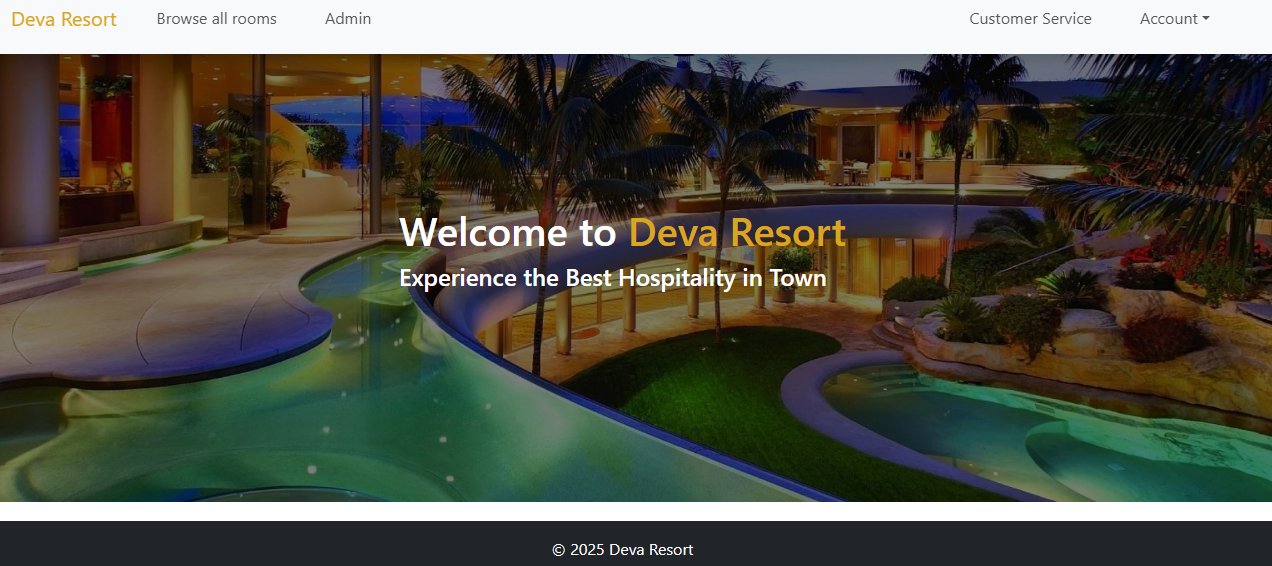 Deva Resort Browse all rooms Admin Customer Service Account
Welcome to Deva Resort
Experience the Best Hospitality in Town
© 2025 Deva Resort